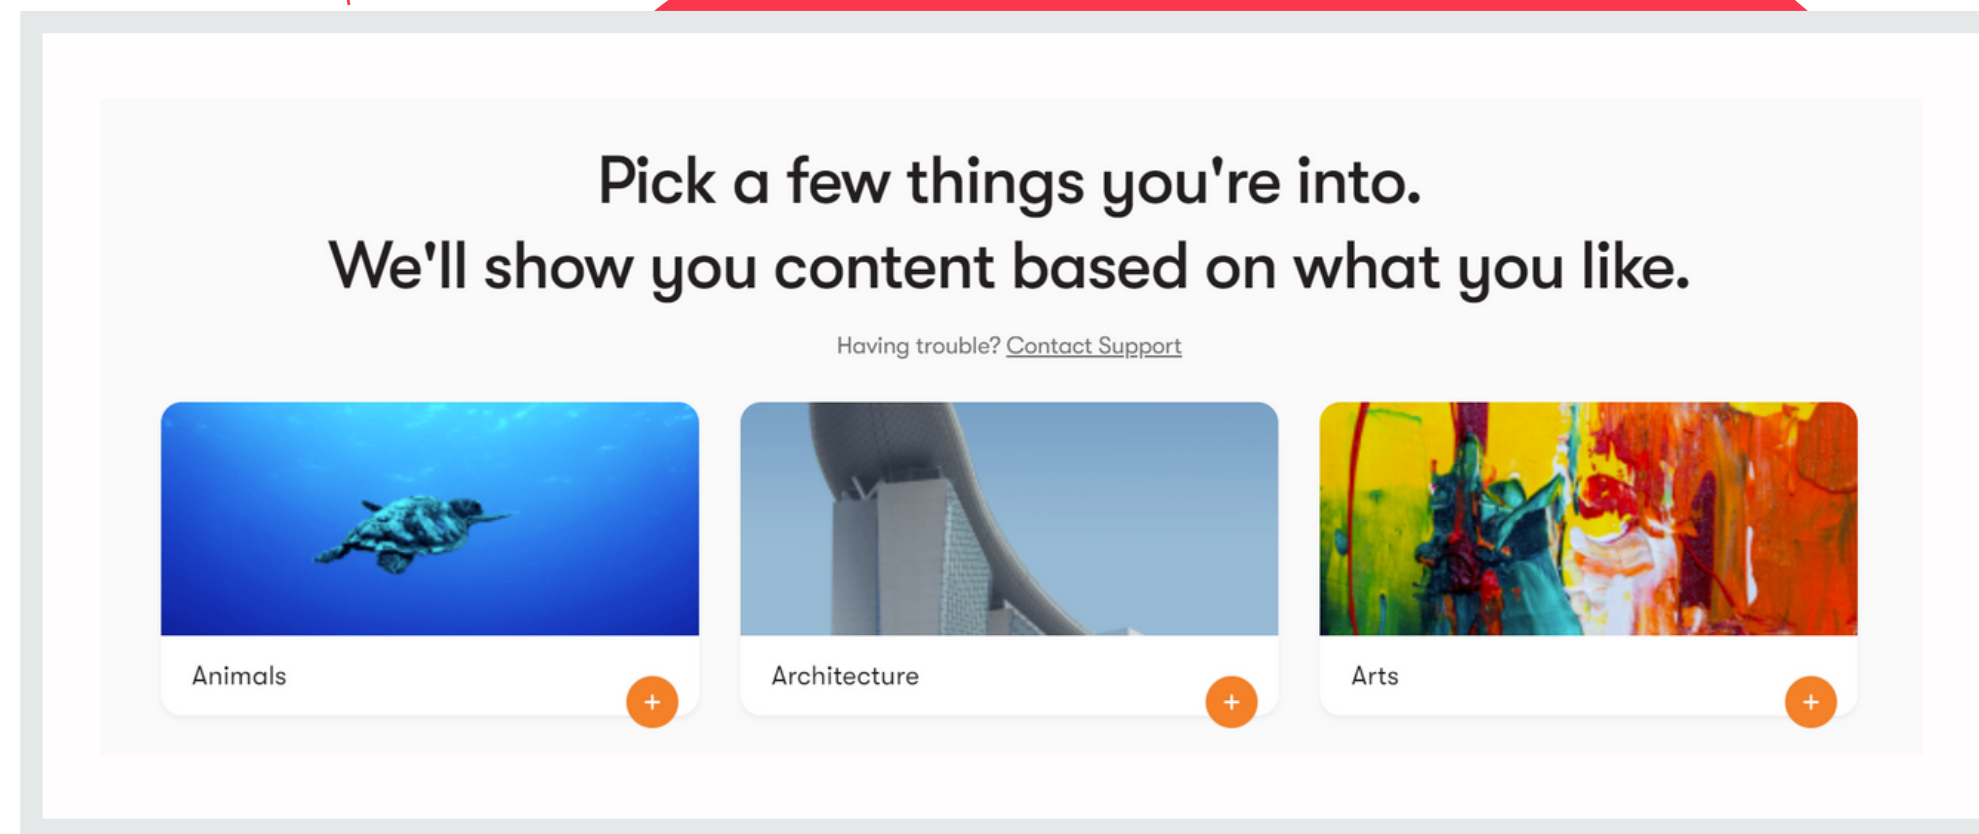 Pick a few things you're into.
We'll show you content based on what you like.
Having trouble? Contact Support
Animals
Architecture
Arts